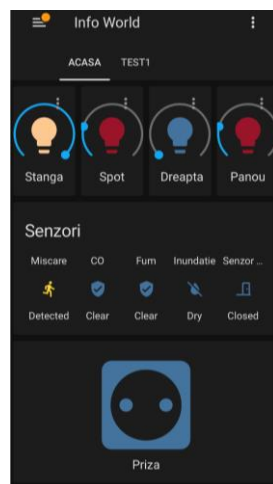 Info World
ACASA TEST1
Stanga Spot Dreapta Panou
Senzori
Miscare CO Fum Inundatie Senzor ...
Detected Clear Clear Dry Closed
Priza